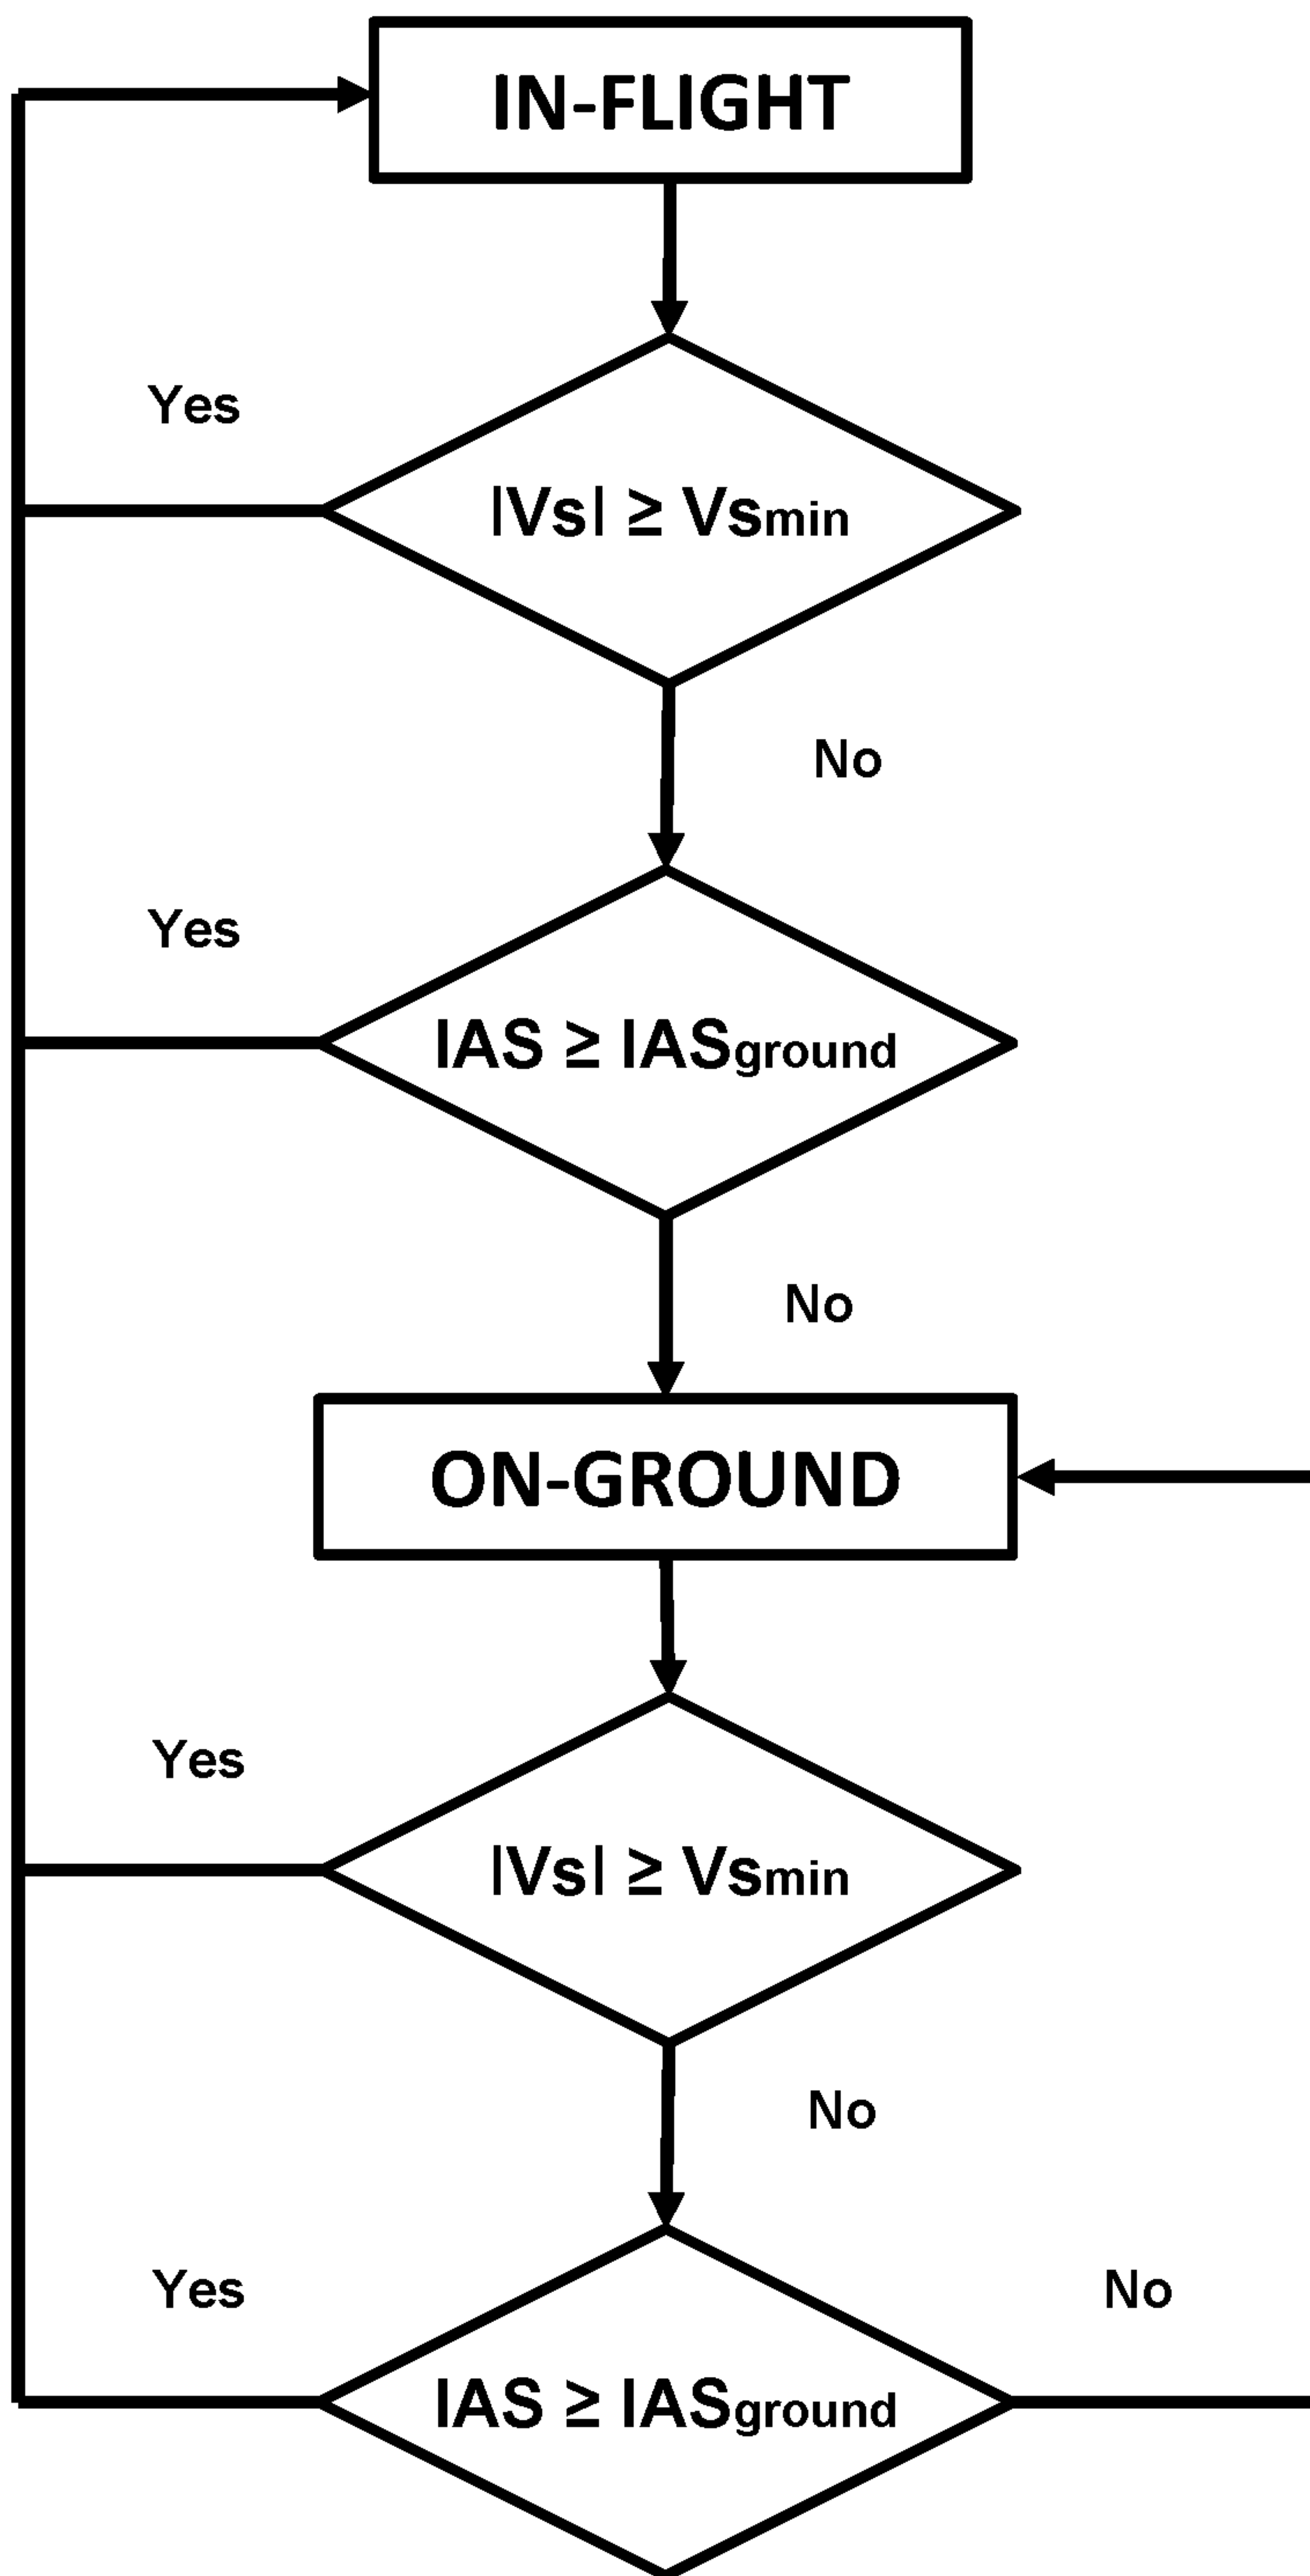 IN-FLIGHT
Yes
|Vs| ≥ Vsmin
No
Yes
IAS ≥ IASground
No
ON-GROUND
Yes
|Vs| ≥ Vsmin
No
Yes
No
IAS ≥ IASground